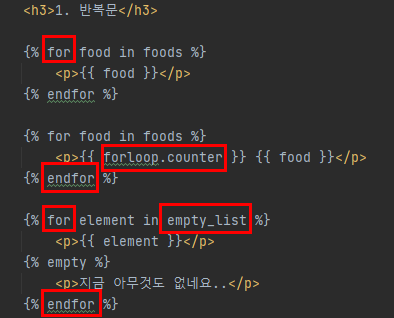 <h3>1. 반복문</h3>
{% for food in foods %}
<p>{{ food }}</p>
{% endfor %}
{% for food in foods %}
<p>{{ forloop.counter }} {{ food }}</p>
{% endfor %}
{% for element in empty_list %}
<p>{{ element }}</p>
{% empty %}
<p>지금 아무것도 없네요..</p>
{% endfor %}